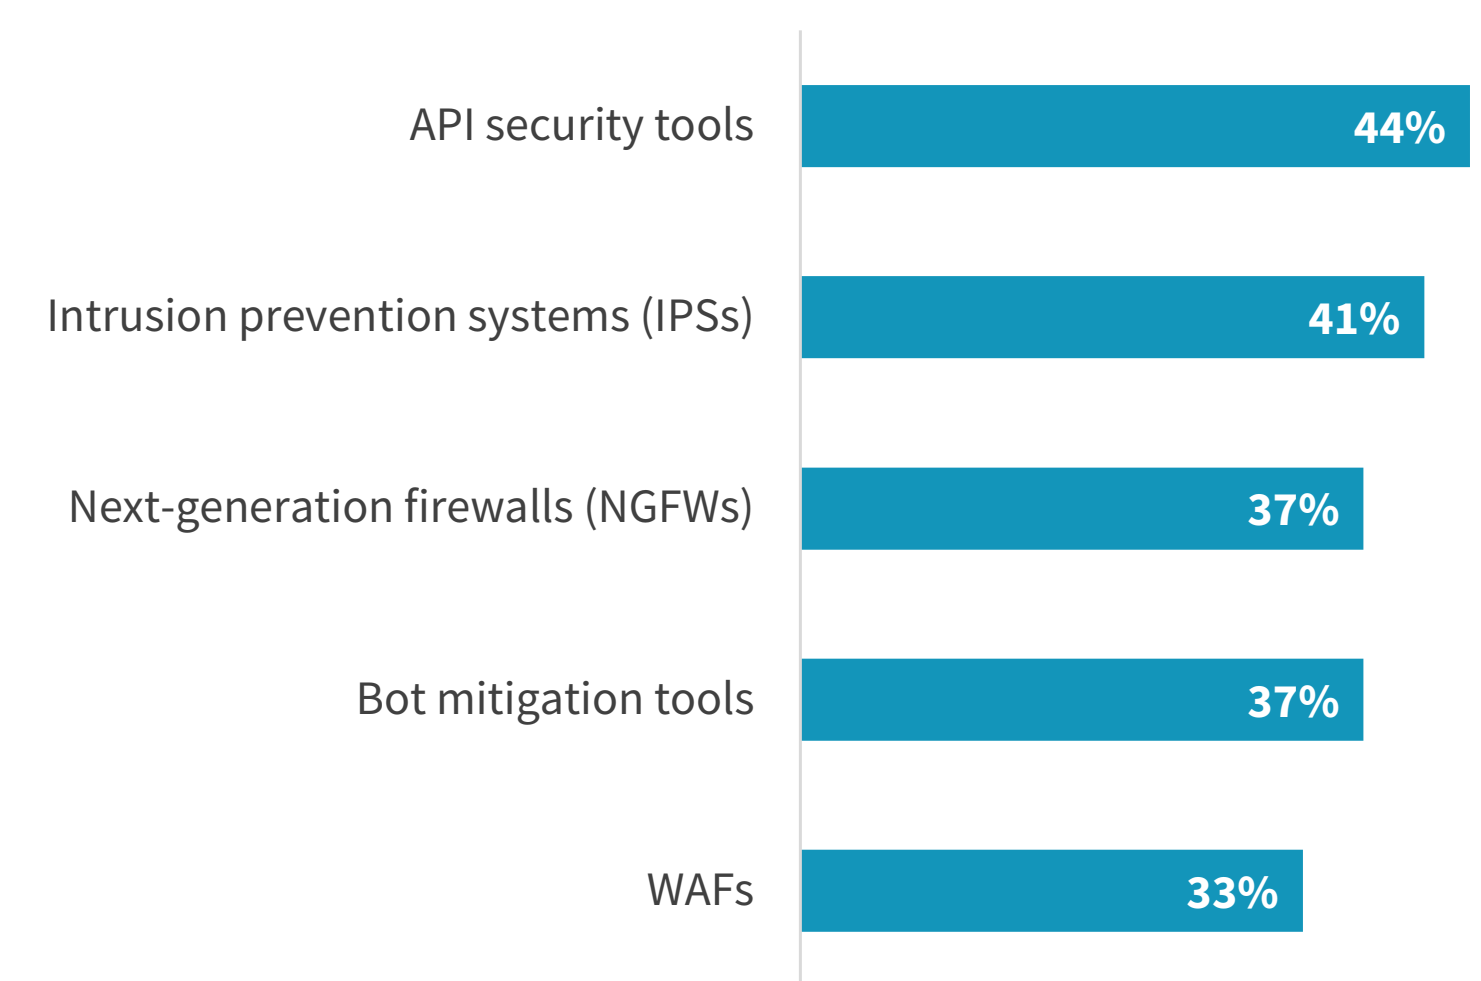 API security tools 44%
Intrusion prevention systems (IPSs) 41%
Next-generation firewalls (NGFWs) 37%
Bot mitigation tools 37%
WAFs 33%